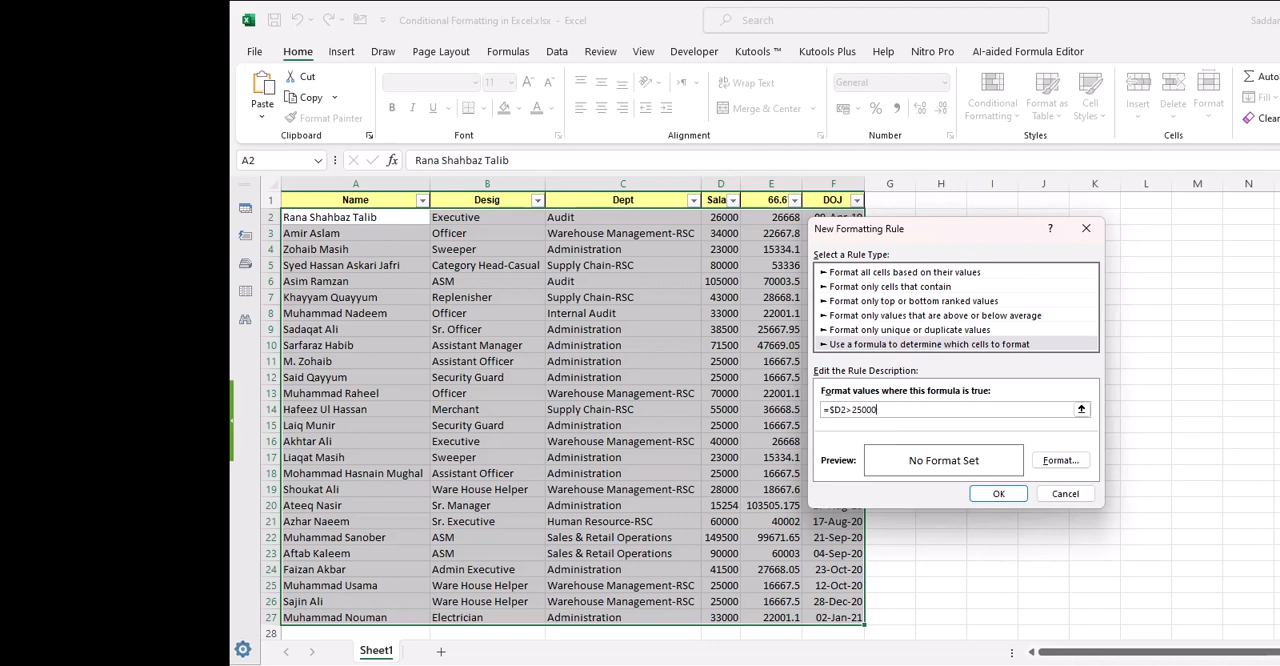 Conditional Formatting in Excel.xlsx - Excel
Search
Saddar
File Home Insert Draw Page Layout Formulas Data Review View Developer Kutools ™ Kutools Plus Help Nitro Pro AI-aided Formula Editor
Paste
Cut
Copy
Format Painter
Clipboard
11
B I U
Font
Wrap Text
Merge & Center
Alignment
General
Number
Conditional Formatting
Format as Table
Cell Styles
Styles
Insert Delete Format
Cells
Auto
Fill
Clear
A2
fx
Rana Shahbaz Talib
A B C D E F G H I J K L M N
1 Name Desig Dept Sala 66.6 DOJ
2 Rana Shahbaz Talib Executive Audit 26000 26668
3 Amir Aslam Officer Warehouse Management-RSC 34000 22667.8
4 Zohaib Masih Sweeper Administration 23000 15334.1
5 Syed Hassan Askari Jafri Category Head-Casual Supply Chain-RSC 80000 53336
6 Asim Ramzan ASM Audit 105000 70003.5
7 Khayyam Quayyum Replenisher Supply Chain-RSC 43000 28668.1
8 Muhammad Nadeem Officer Internal Audit 33000 22001.1
9 Sadaqat Ali Sr. Officer Administration 38500 25667.95
10 Sarfaraz Habib Assistant Manager Administration 71500 47669.05
11 M. Zohaib Assistant Officer Administration 25000 16667.5
12 Said Qayyum Security Guard Administration 25000 16667.5
13 Muhammad Raheel Officer Warehouse Management-RSC 70000 22001.1
14 Hafeez Ul Hassan Merchant Supply Chain-RSC 55000 36668.5
15 Laiq Munir Security Guard Administration 25000 16667.5
16 Akhtar Ali Executive Warehouse Management-RSC 40000 26668
17 Liaqat Masih Sweeper Administration 23000 15334.1
18 Mohammad Hasnain Mughal Assistant Officer Administration 25000 16667.5
19 Shoukat Ali Ware House Helper Warehouse Management-RSC 28000 18667.6
20 Ateeq Nasir Sr. Manager Administration 15254 103505.175
21 Azhar Naeem Sr. Executive Human Resource-RSC 60000 40002 17-Aug-20
22 Muhammad Sanober ASM Sales & Retail Operations 149500 99671.65 21-Sep-20
23 Aftab Kaleem ASM Sales & Retail Operations 90000 60003 04-Sep-20
24 Faizan Akbar Admin Executive Administration 41500 27668.05 23-Oct-20
25 Muhammad Usama Ware House Helper Warehouse Management-RSC 25000 16667.5 12-Oct-20
26 Sajin Ali Ware House Helper Warehouse Management-RSC 25000 16667.5 28-Dec-20
27 Muhammad Nouman Electrician Administration 33000 22001.1 02-Jan-21
28
New Formatting Rule ?
Select a Rule Type:
► Format all cells based on their values
► Format only cells that contain
► Format only top or bottom ranked values
► Format only values that are above or below average
► Format only unique or duplicate values
► Use a formula to determine which cells to format
Edit the Rule Description:
Format values where this formula is true:
=$D2>25000
Preview:
No Format Set
Format...
OK
Cancel
Sheet1